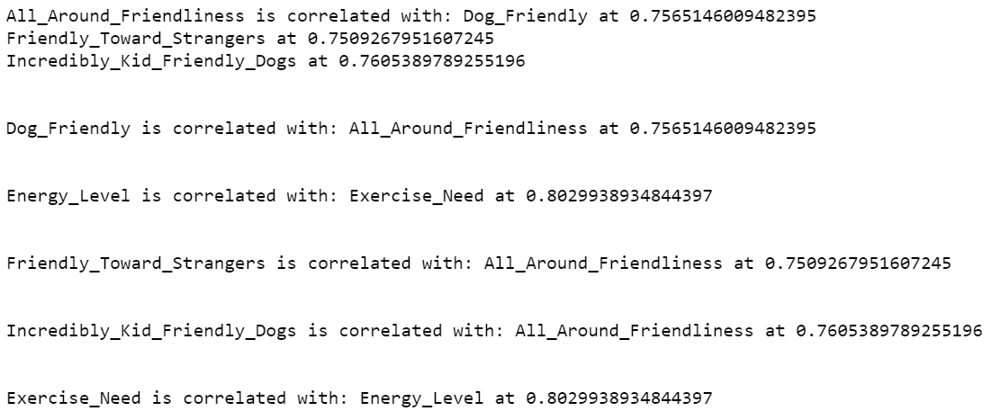 All_Around_Friendliness is correlated with: Dog_Friendly at 0.7565146009482395
Friendly_Toward_Strangers at 0.7509267951607245
Incredibly_Kid_Friendly_Dogs at 0.7605389789255196
Dog_Friendly is correlated with: All_Around_Friendliness at 0.7565146009482395
Energy_Level is correlated with: Exercise_Need at 0.8029938934844397
Friendly_Toward_Strangers is correlated with: All_Around_Friendliness at 0.7509267951607245
Incredibly_Kid_Friendly_Dogs is correlated with: All_Around_Friendliness at 0.7605389789255196
Exercise_Need is correlated with: Energy_Level at 0.8029938934844397